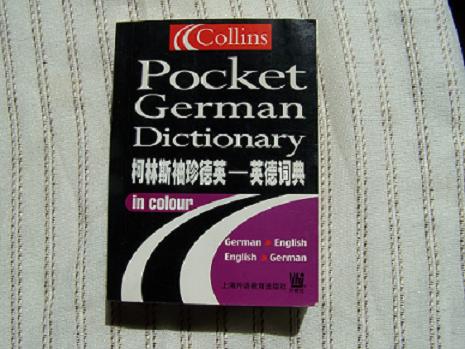 Collins
Pocket
German
Dictionary
柯林斯袖珍德英—英德词典
in colour
German ● English
English ● German
上海外语教育出版社